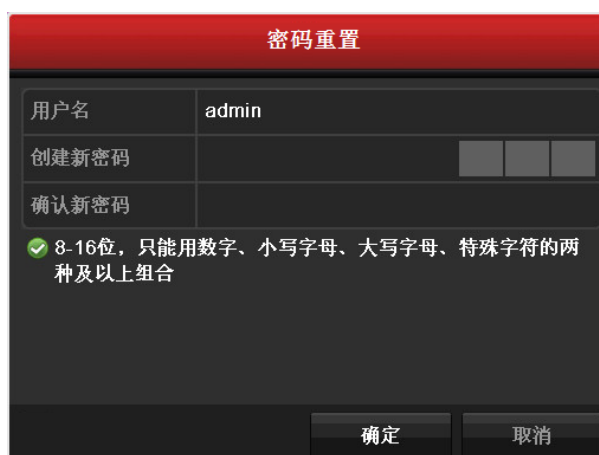 密码重置
用户名 admin
创建新密码
确认新密码
8-16位，只能用数字、小写字母、大写字母、特殊字符的两
种及以上组合
确定 取消